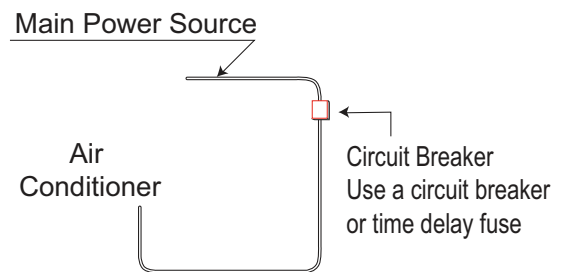 Main Power Source
Air
Conditioner
Circuit Breaker
Use a circuit breaker
or time delay fuse